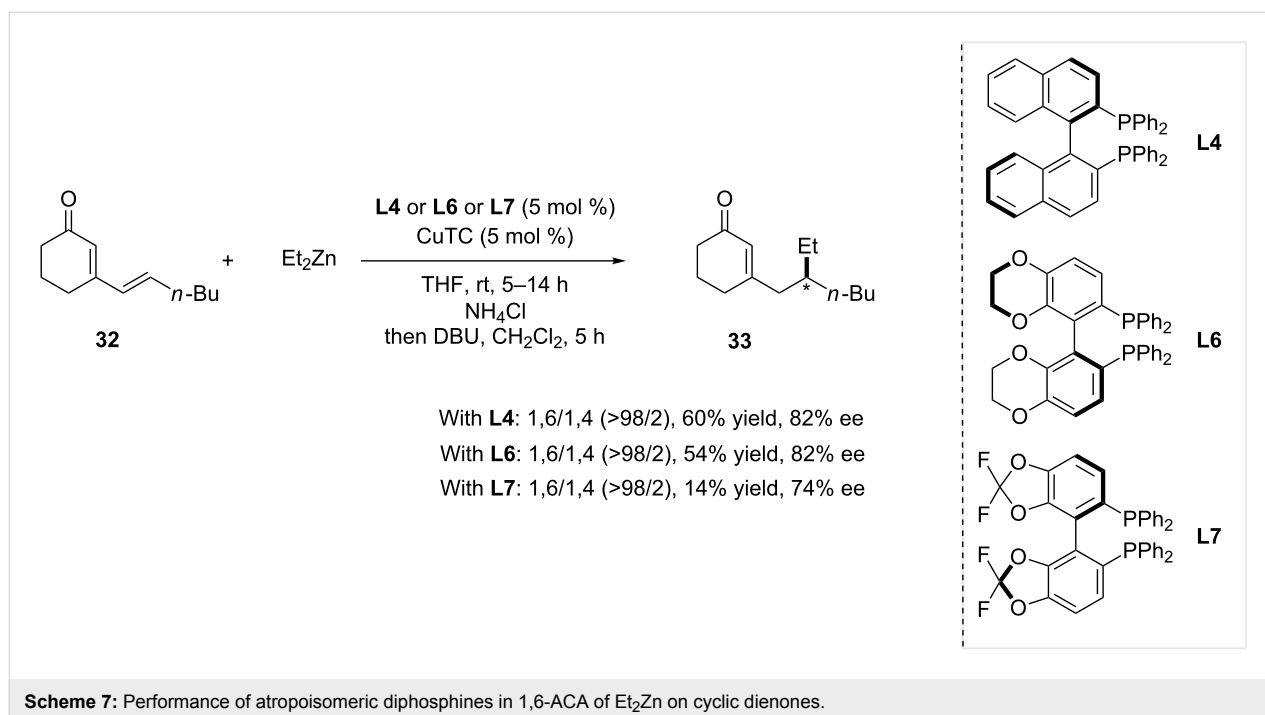 O
n-Bu
32
+
Et2Zn
L4 or L6 or L7 (5 mol %)
CuTC (5 mol %)
THF, rt, 5–14 h
NH4Cl
then DBU, CH2Cl2, 5 h
O
Et
*
n-Bu
33
With L4: 1,6/1,4 (>98/2), 60% yield, 82% ee
With L6: 1,6/1,4 (>98/2), 54% yield, 82% ee
With L7: 1,6/1,4 (>98/2), 14% yield, 74% ee
PPh2
PPh2
L4
O
O
PPh2
O
PPh2
O
L6
F
O
F
O
PPh2
F
O
PPh2
F
O
L7
Scheme 7: Performance of atropoisomeric diphosphines in 1,6-ACA of Et2Zn on cyclic dienones.